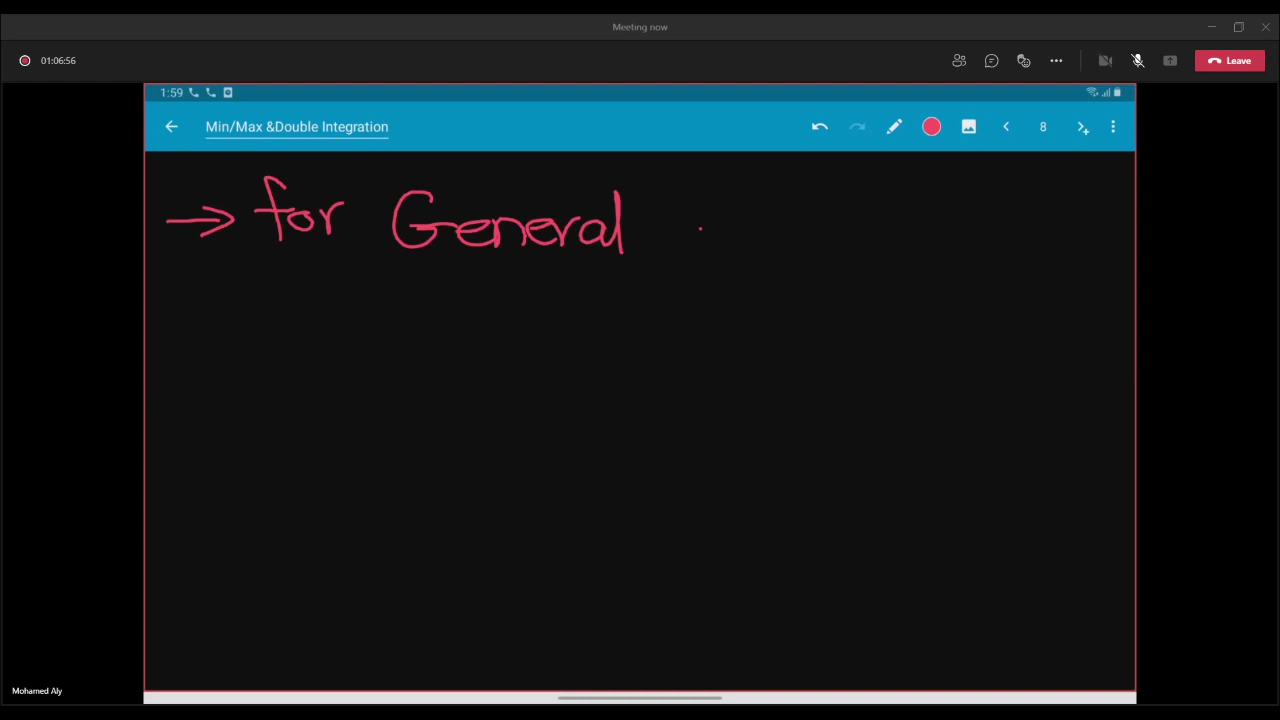 Meeting now
01:06:56
Leave
1:59
Min/Max &Double Integration
8
→ for General
Mohamed Aly